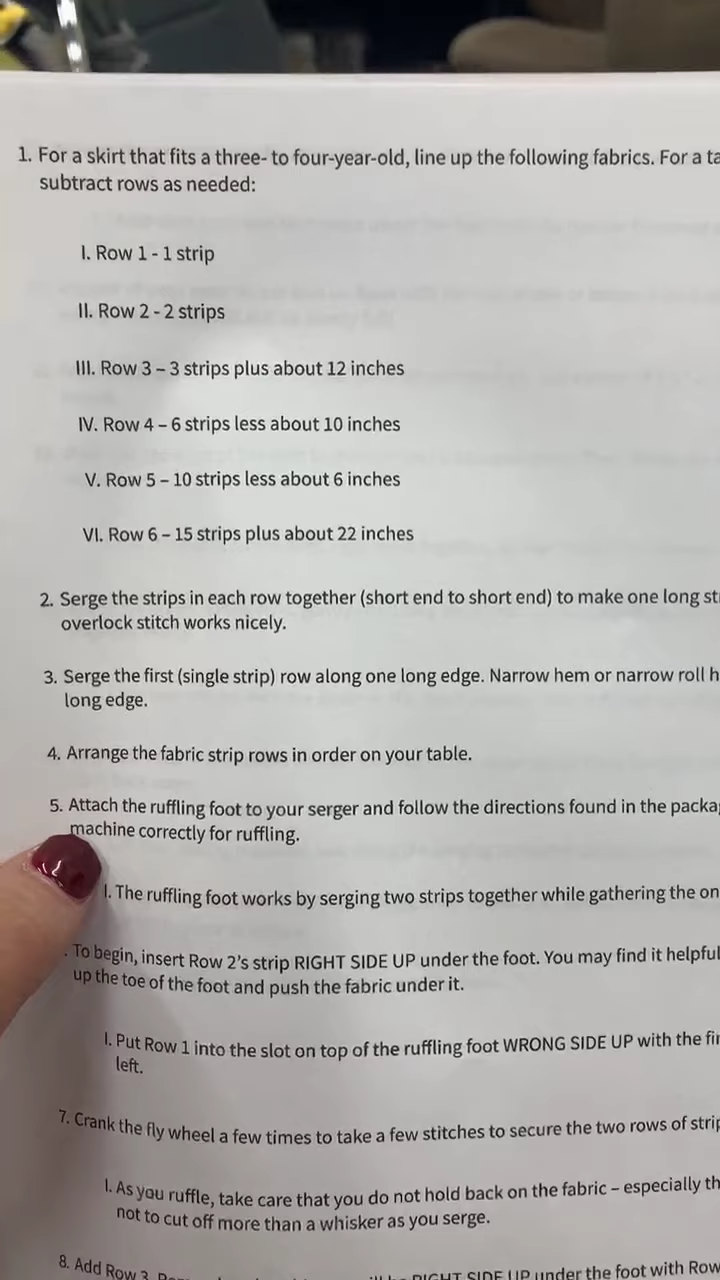 1. For a skirt that fits a three- to four-year-old, line up the following fabrics. For a
subtract rows as needed:
I. Row 1 - 1 strip
II. Row 2 - 2 strips
III. Row 3 – 3 strips plus about 12 inches
IV. Row 4 – 6 strips less about 10 inches
V. Row 5 – 10 strips less about 6 inches
VI. Row 6 – 15 strips plus about 22 inches
2. Serge the strips in each row together (short end to short end) to make one long
overlock stitch works nicely.
3. Serge the first (single strip) row along one long edge. Narrow hem or narrow roll
long edge.
4. Arrange the fabric strip rows in order on your table.
5. Attach the ruffling foot to your serger and follow the directions found in the
machine correctly for ruffling.
I. The ruffling foot works by serging two strips together while gathering the
To begin, insert Row 2’s strip RIGHT SIDE UP under the foot. You may find it helpful
up the toe of the foot and push the fabric under it.
I. Put Row 1 into the slot on top of the ruffling foot WRONG SIDE UP with the
left.
7. Crank the fly wheel a few times to take a few stitches to secure the two rows of
I. As you ruffle, take care that you do not hold back on the fabric – especially
not to cut off more than a whisker as you serge.
8. Add Row 3. RIGHT SIDE UP under the foot with Row